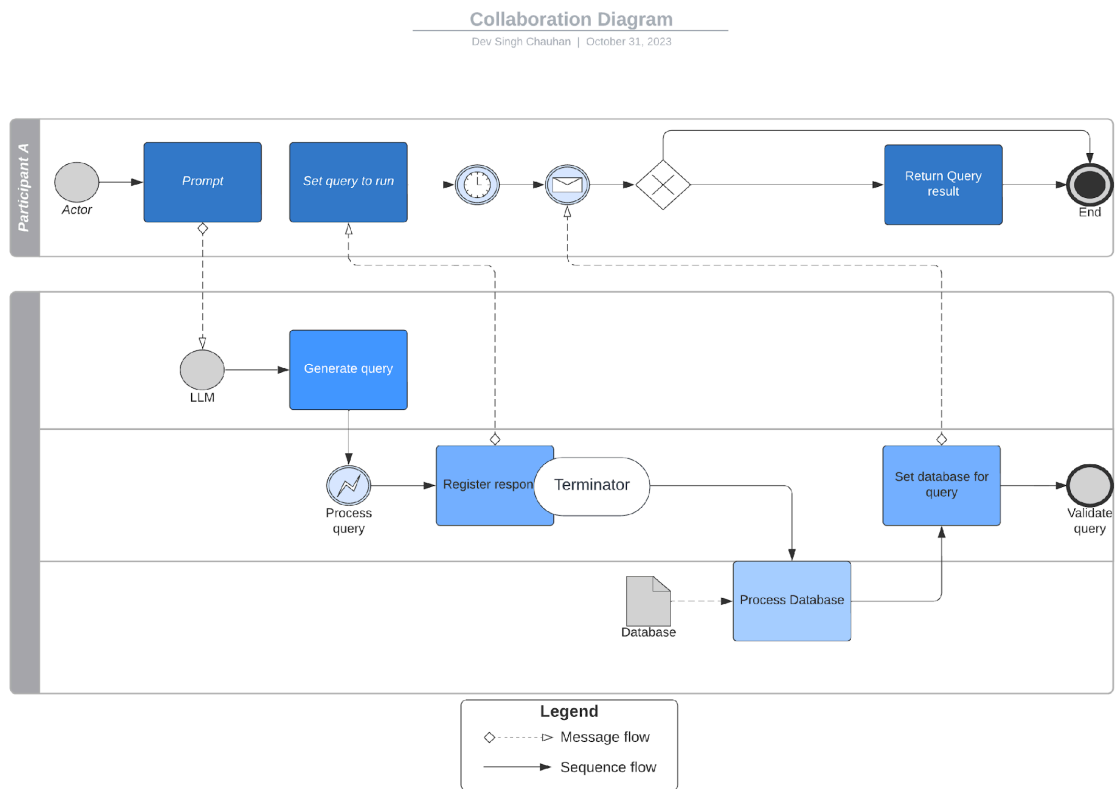 Collaboration Diagram
Dev Singh Chauhan | October 31, 2023
Participant A
Actor
Prompt
Set query to run
Return Query
result
End
LLM
Generate query
Process
query
Register respon
Terminator
Set database for
query
Validate
query
Database
Process Database
Legend
Message flow
Sequence flow